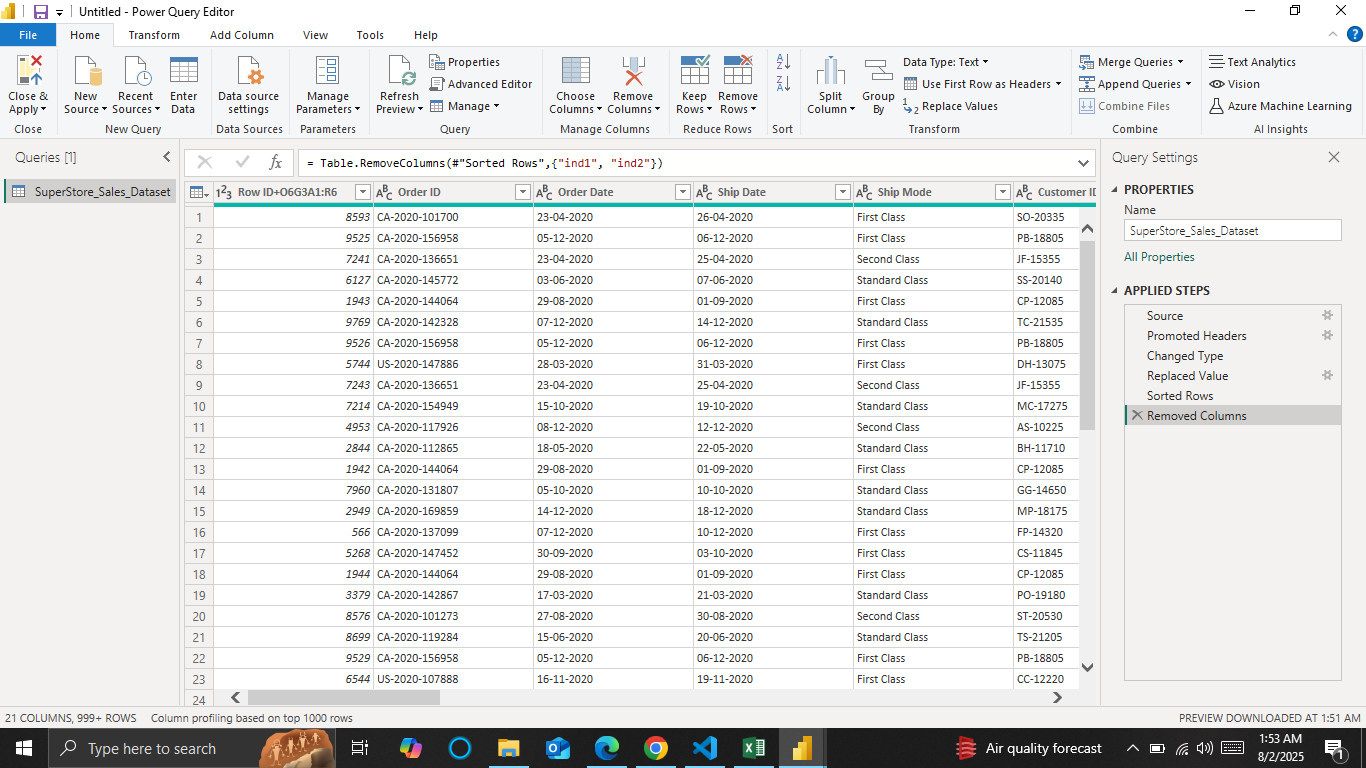 Untitled - Power Query Editor
File Home Transform Add Column View Tools Help
Close & Apply
Close
New Source
Recent Sources
Enter Data
New Query
Data source settings
Data Sources
Manage Parameters
Parameters
Refresh Preview
Properties
Advanced Editor
Manage
Query
Choose Columns
Remove Columns
Manage Columns
Keep Rows
Remove Rows
Reduce Rows
Sort
Split Column
Group By
Data Type: Text
Use First Row as Headers
Replace Values
Transform
Merge Queries
Append Queries
Combine Files
Combine
Text Analytics
Vision
Azure Machine Learning
AI Insights
Queries [1]
SuperStore_Sales_Dataset
fx = Table.RemoveColumns(#"Sorted Rows",{"ind1", "ind2"})
Row ID+O6G3A1:R6 Order ID Order Date Ship Date Ship Mode Customer ID
1 8593 CA-2020-101700 23-04-2020 26-04-2020 First Class SO-20335
2 9525 CA-2020-156958 05-12-2020 06-12-2020 First Class PB-18805
3 7241 CA-2020-136651 23-04-2020 25-04-2020 Second Class JF-15355
4 6127 CA-2020-145772 03-06-2020 07-06-2020 Standard Class SS-20140
5 1943 CA-2020-144064 29-08-2020 01-09-2020 First Class CP-12085
6 9769 CA-2020-142328 07-12-2020 14-12-2020 Standard Class TC-21535
7 9526 CA-2020-156958 05-12-2020 06-12-2020 First Class PB-18805
8 5744 US-2020-147886 28-03-2020 31-03-2020 First Class DH-13075
9 7243 CA-2020-136651 23-04-2020 25-04-2020 Second Class JF-15355
10 7214 CA-2020-154949 15-10-2020 19-10-2020 Standard Class MC-17275
11 4953 CA-2020-117926 08-12-2020 12-12-2020 Second Class AS-10225
12 2844 CA-2020-112865 18-05-2020 22-05-2020 Standard Class BH-11710
13 1942 CA-2020-144064 29-08-2020 01-09-2020 First Class CP-12085
14 7960 CA-2020-131807 05-10-2020 10-10-2020 Standard Class GG-14650
15 2949 CA-2020-169859 14-12-2020 18-12-2020 Standard Class MP-18175
16 566 CA-2020-137099 07-12-2020 10-12-2020 First Class FP-14320
17 5268 CA-2020-147452 30-09-2020 03-10-2020 First Class CS-11845
18 1944 CA-2020-144064 29-08-2020 01-09-2020 First Class CP-12085
19 3379 CA-2020-142867 17-03-2020 21-03-2020 Standard Class PO-19180
20 8576 CA-2020-101273 27-08-2020 30-08-2020 Second Class ST-20530
21 8699 CA-2020-119284 15-06-2020 20-06-2020 Standard Class TS-21205
22 9529 CA-2020-156958 05-12-2020 06-12-2020 First Class PB-18805
23 6544 US-2020-107888 16-11-2020 19-11-2020 First Class CC-12220
24
Query Settings
PROPERTIES
Name
SuperStore_Sales_Dataset
All Properties
APPLIED STEPS
Source
Promoted Headers
Changed Type
Replaced Value
Sorted Rows
Removed Columns
21 COLUMNS, 999+ ROWS Column profiling based on top 1000 rows PREVIEW DOWNLOADED AT 1:51 AM
Type here to search
Air quality forecast
1:53 AM
8/2/2025
1